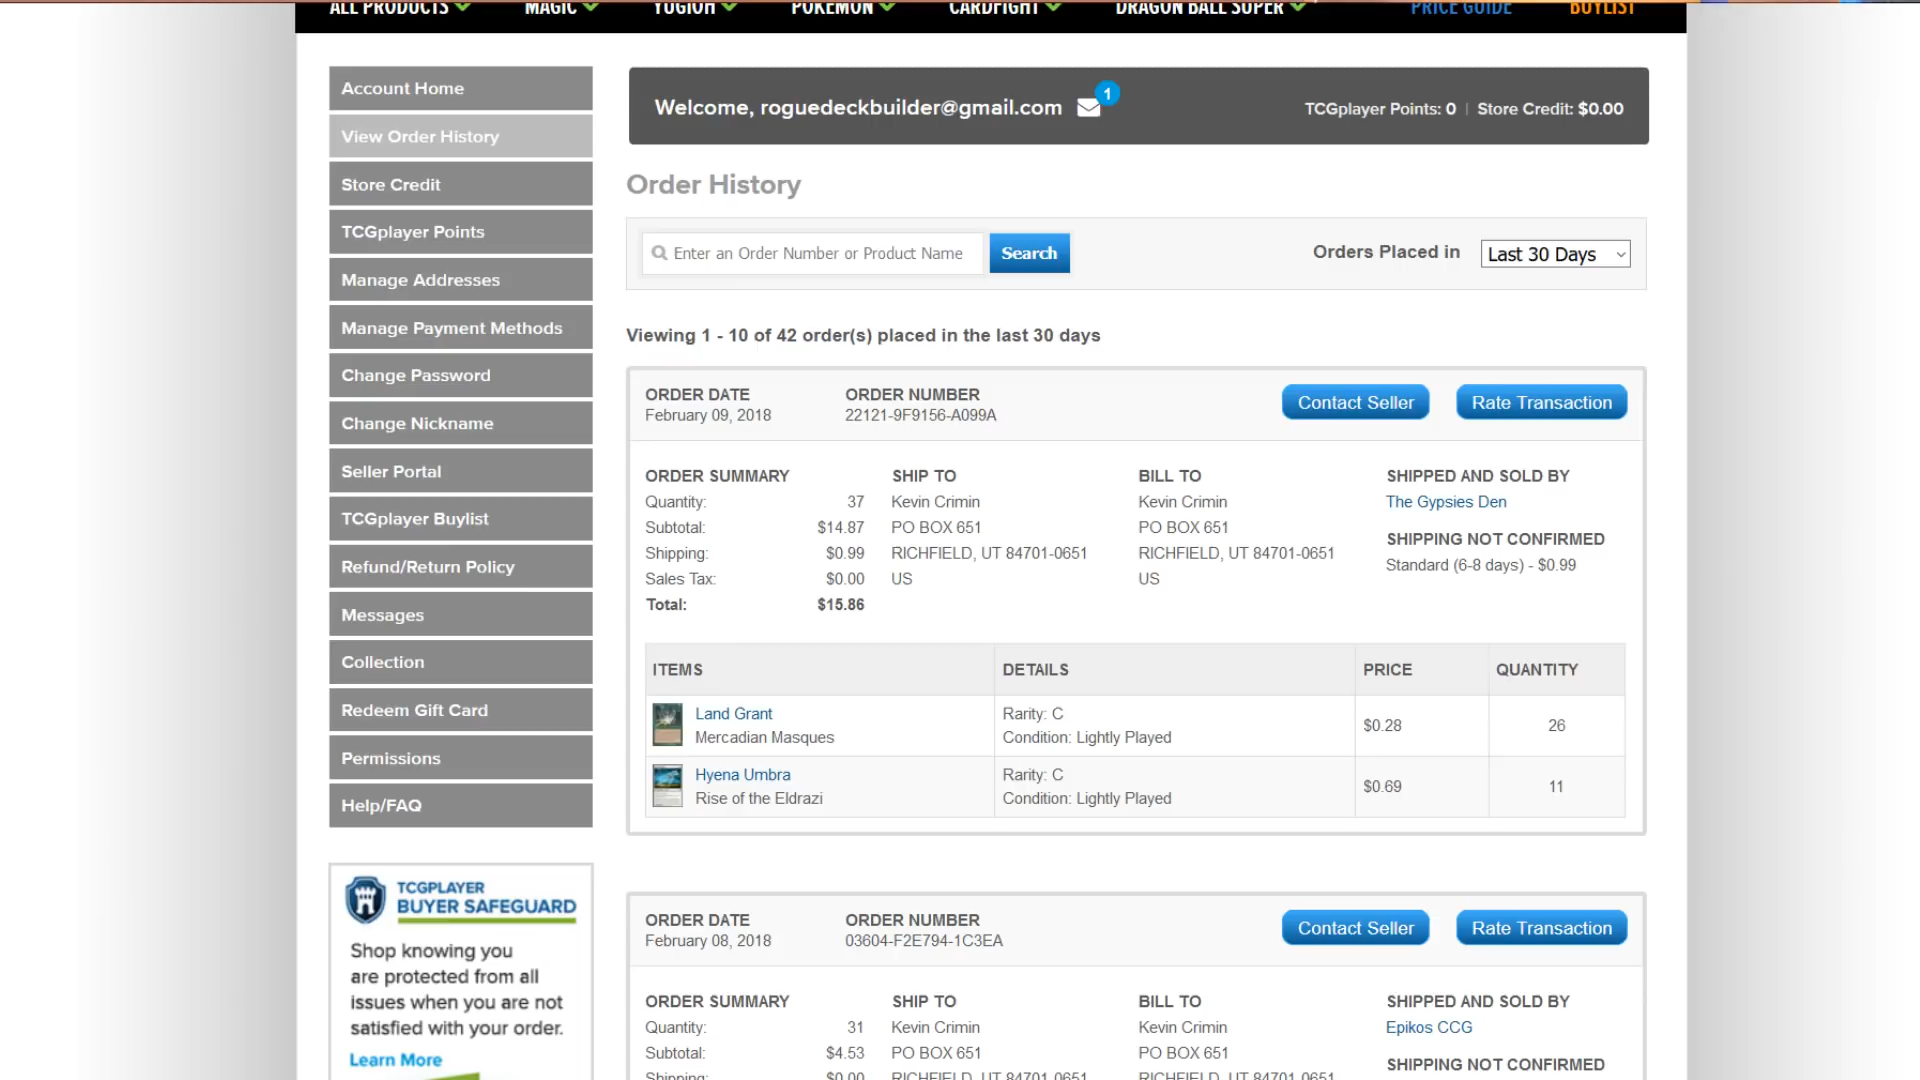 ALL PRODUCTS MAGIC YUGIOH POKEMON CARDFIGHT DRAGON BALL SUPER PRICE GUIDE BUYLIST
Account Home
View Order History
Store Credit
TCGplayer Points
Manage Addresses
Manage Payment Methods
Change Password
Change Nickname
Seller Portal
TCGplayer Buylist
Refund/Return Policy
Messages
Collection
Redeem Gift Card
Permissions
Help/FAQ
TCGPLAYER
BUYER SAFEGUARD
Shop knowing you
are protected from all
issues when you are not
satisfied with your order.
Learn More
Welcome, roguedeckbuilder@gmail.com 1 TCGplayer Points: 0 | Store Credit: $0.00
Order History
Enter an Order Number or Product Name Search Orders Placed in Last 30 Days
Viewing 1 - 10 of 42 order(s) placed in the last 30 days
ORDER DATE ORDER NUMBER Contact Seller Rate Transaction
February 09, 2018 22121-9F9156-A099A
ORDER SUMMARY SHIP TO BILL TO SHIPPED AND SOLD BY
Quantity: 37 Kevin Crimin Kevin Crimin The Gypsies Den
Subtotal: $14.87 PO BOX 651 PO BOX 651
SHIPPING NOT CONFIRMED
Shipping: $0.99 RICHFIELD, UT 84701-0651 RICHFIELD, UT 84701-0651
Standard (6-8 days) - $0.99
Sales Tax: $0.00 US US
Total: $15.86
ITEMS DETAILS PRICE QUANTITY
Land Grant Rarity: C
$0.28 26
Mercadian Masques Condition: Lightly Played
Hyena Umbra Rarity: C
$0.69 11
Rise of the Eldrazi Condition: Lightly Played
ORDER DATE ORDER NUMBER Contact Seller Rate Transaction
February 08, 2018 03604-F2E794-1C3EA
ORDER SUMMARY SHIP TO BILL TO SHIPPED AND SOLD BY
Quantity: 31 Kevin Crimin Kevin Crimin Epikos CCG
Subtotal: $4.53 PO BOX 651 PO BOX 651
SHIPPING NOT CONFIRMED
Shipping: $0.00 RICHFIELD, UT 84701-0651 RICHFIELD, UT 84701-0651